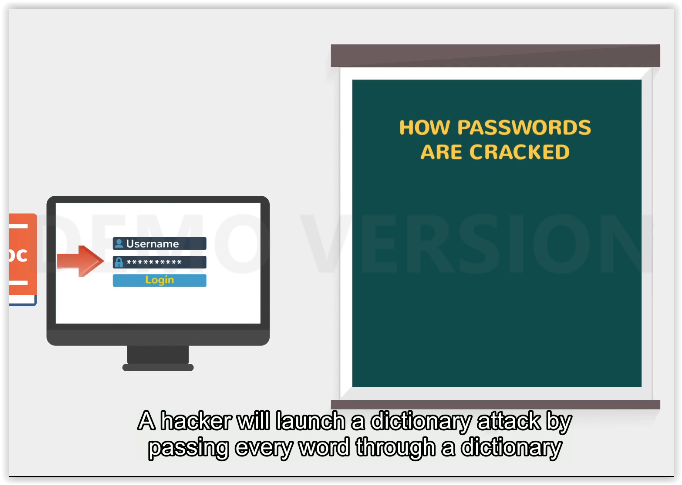 HOW PASSWORDS
ARE CRACKED
DEMO VERSION
oc
Username
**********
Login
A hacker will launch a dictionary attack by
passing every word through a dictionary